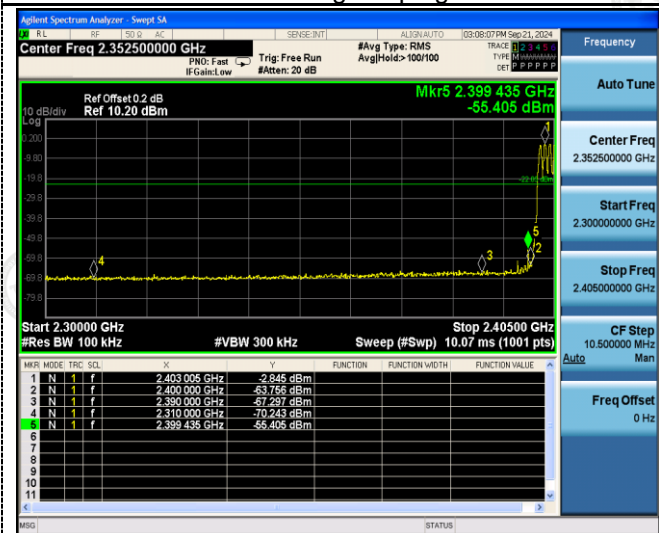 Agilent Spectrum Analyzer - Swept SA
RL RF 50 Ω AC SENSE:INT ALIGNAUTO 03:08:07 PM Sep 21, 2024
Center Freq 2.352500000 GHz
PNO: Fast
IFGain:Low
Trig: Free Run
#Atten: 20 dB
#Avg Type: RMS
Avg|Hold:>100/100
TRACE 1 2 3 4 5 6
TYPE M
DET P P P P P P
Ref Offset 0.2 dB
10 dB/div Ref 10.20 dBm
Log
Mkr5 2.399 435 GHz
-55.405 dBm
0.200
-9.80
-19.8
-29.8
-39.8
-49.8
-59.8
-69.8
-79.8
1
5
2
3
4
Start 2.30000 GHz Stop 2.40500 GHz
#Res BW 100 kHz #VBW 300 kHz Sweep (#Swp) 10.07 ms (1001 pts)
MKR MODE TRC SCL X Y FUNCTION FUNCTION WIDTH FUNCTION VALUE
1 N 1 f 2.403 005 GHz -2.845 dBm
2 N 1 f 2.400 000 GHz -63.756 dBm
3 N 1 f 2.390 000 GHz -67.297 dBm
4 N 1 f 2.310 000 GHz -70.243 dBm
5 N 1 f 2.399 435 GHz -55.405 dBm
6
7
8
9
10
11
MSG STATUS
Frequency
Auto Tune
Center Freq
2.352500000 GHz
Start Freq
2.300000000 GHz
Stop Freq
2.405000000 GHz
CF Step
10.500000 MHz
Auto Man
Freq Offset
0 Hz